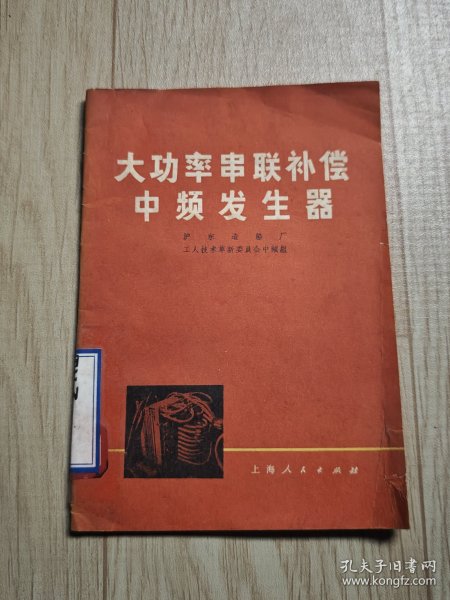 大功率串联补偿
中频发生器
沪东造船厂
工人技术革新委员会中频组
上海人民出版社
孔夫子旧书网
www.kongfz.com